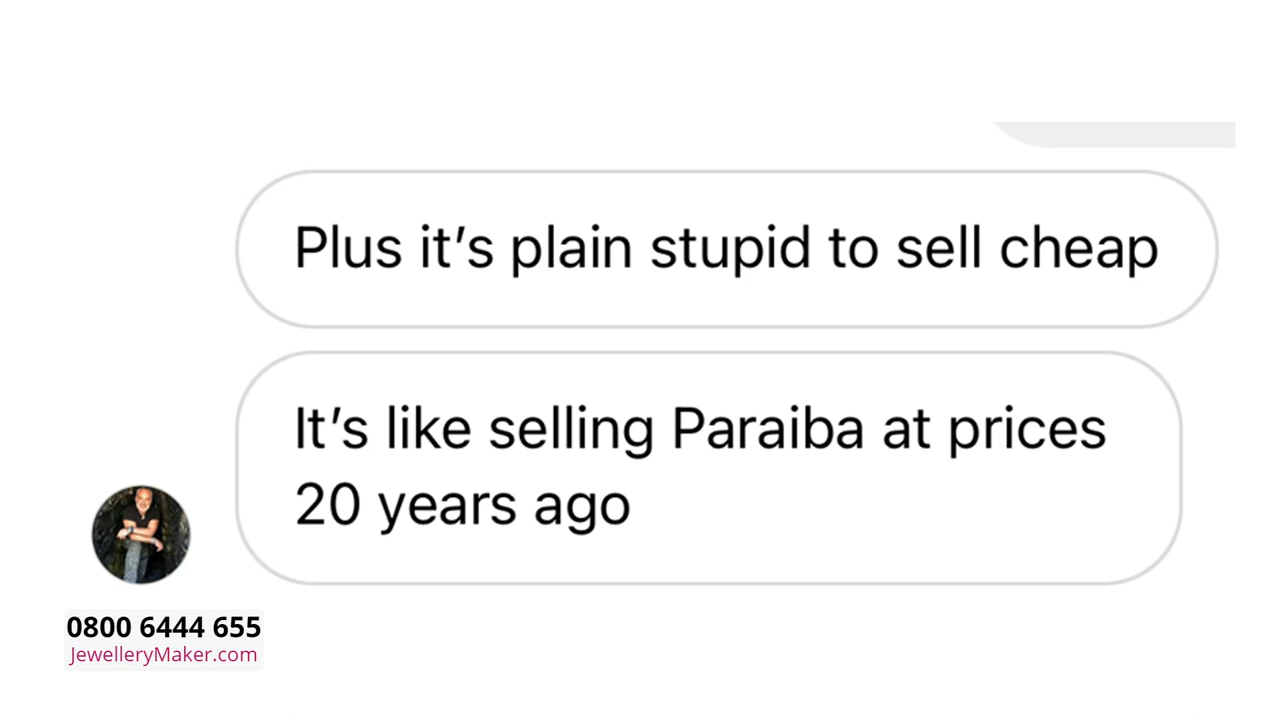 Plus it’s plain stupid to sell cheap
It’s like selling Paraiba at prices
20 years ago
0800 6444 655
JewelleryMaker.com